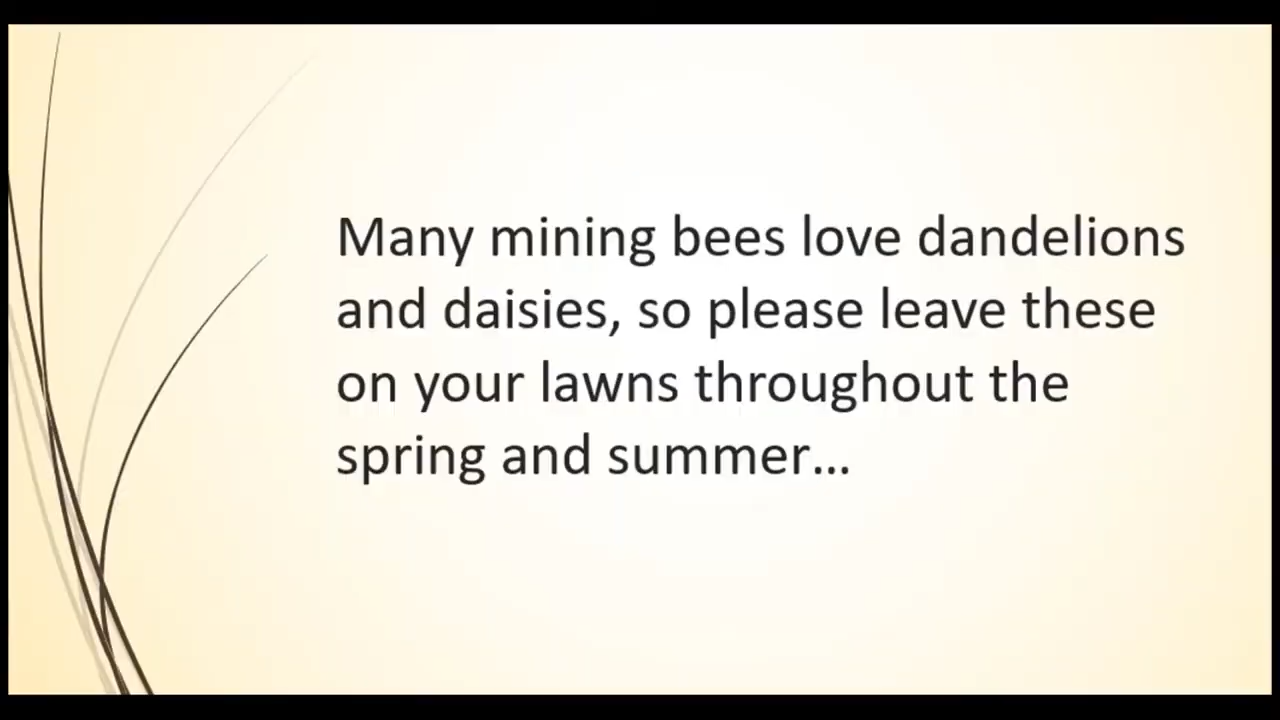 Many mining bees love dandelions
and daisies, so please leave these
on your lawns throughout the
spring and summer...